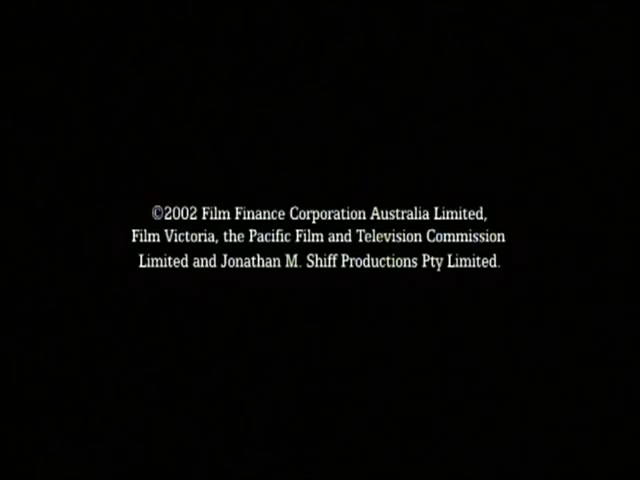 ©2002 Film Finance Corporation Australia Limited,
Film Victoria, the Pacific Film and Television Commission
Limited and Jonathan M. Shiff Productions Pty Limited.